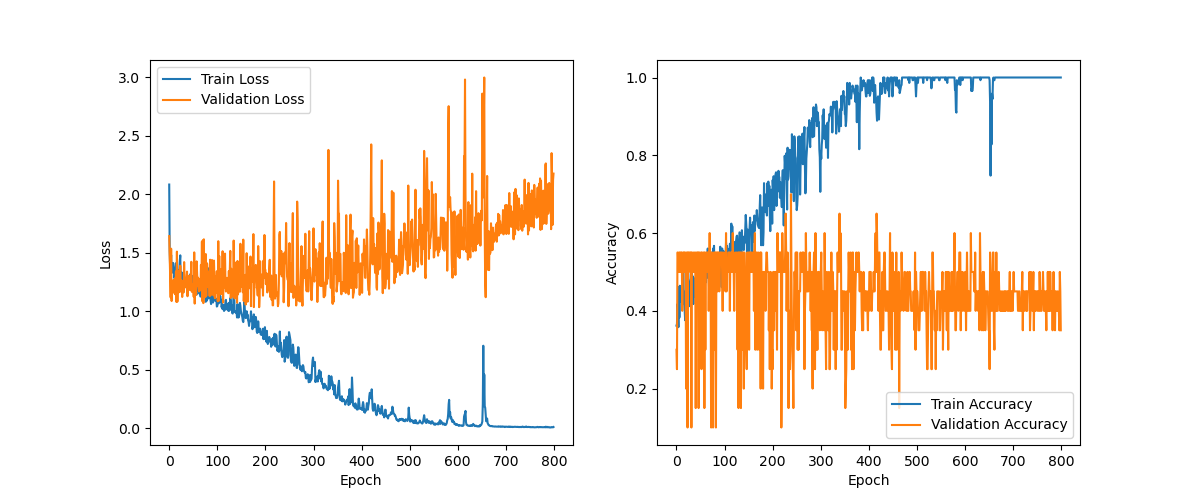 Train Loss
Validation Loss
3.0
2.5
2.0
1.5
1.0
0.5
0.0
Loss
0 100 200 300 400 500 600 700 800
Epoch
1.0
0.8
0.6
0.4
0.2
Accuracy
Train Accuracy
Validation Accuracy
0 100 200 300 400 500 600 700 800
Epoch